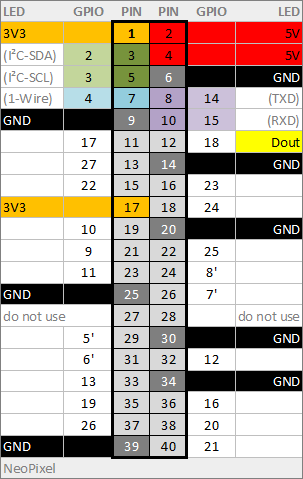 LED GPIO PIN PIN GPIO LED
3V3 1 2 5V
(I²C-SDA) 2 3 4 5V
(I²C-SCL) 3 5 6 GND
(1-Wire) 4 7 8 14 (TXD)
GND 9 10 15 (RXD)
17 11 12 18 Dout
27 13 14 GND
22 15 16 23
3V3 17 18 24
10 19 20 GND
9 21 22 25
11 23 24 8'
GND 25 26 7'
do not use 27 28 do not use
5' 29 30 GND
6' 31 32 12
13 33 34 GND
19 35 36 16
26 37 38 20
GND 39 40 21
NeoPixel